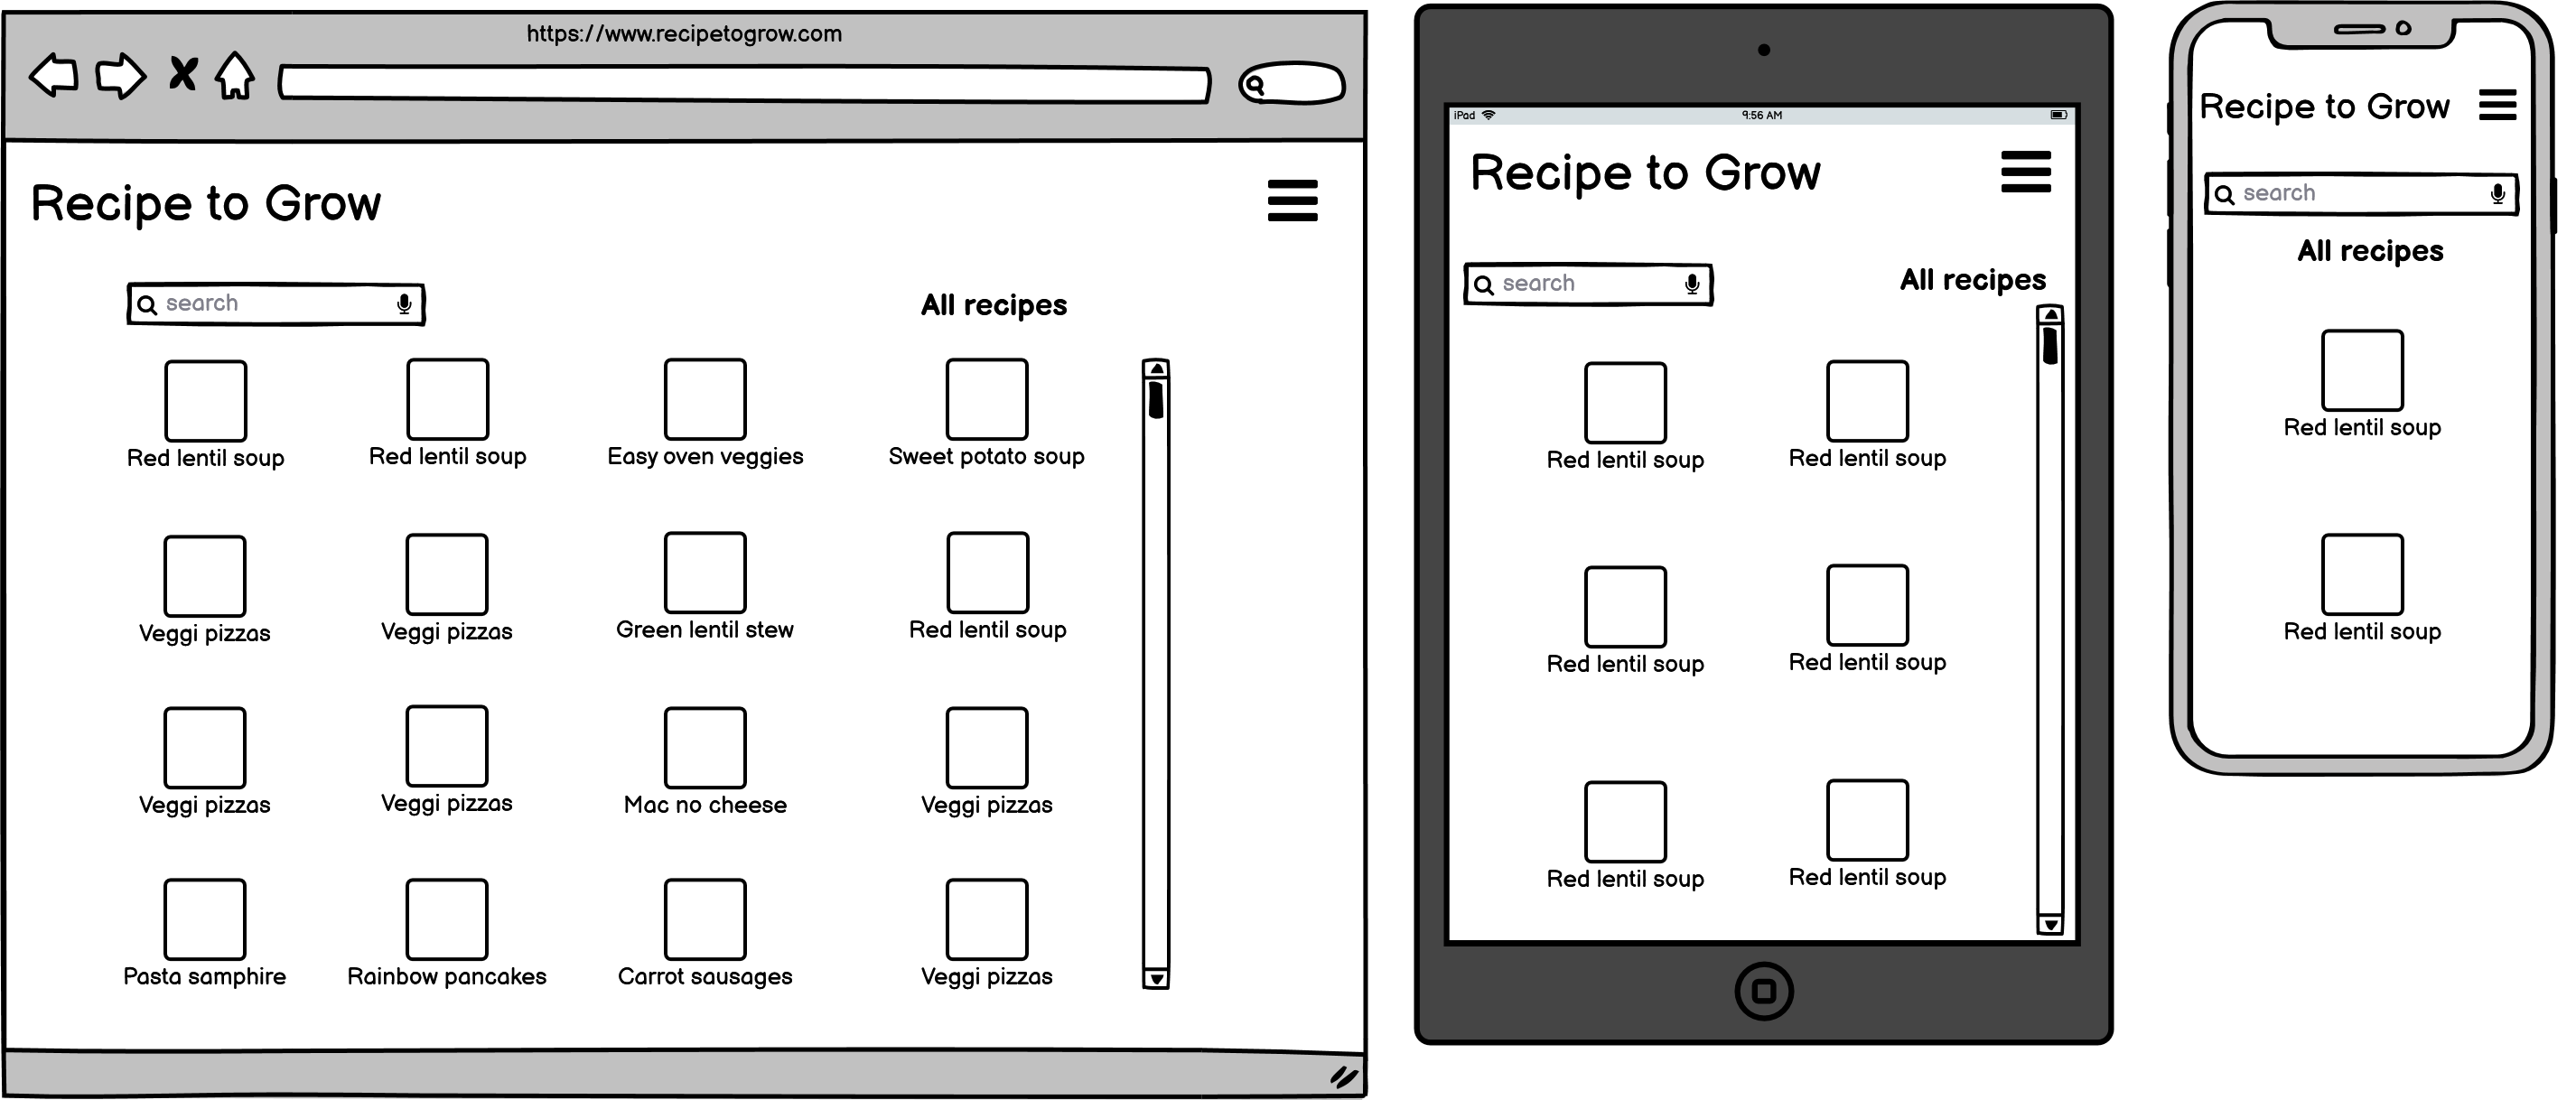 https://www.recipetogrow.com
Recipe to Grow
search
All recipes
Red lentil soup
Red lentil soup
Easy oven veggies
Sweet potato soup
Veggi pizzas
Veggi pizzas
Green lentil stew
Red lentil soup
Veggi pizzas
Veggi pizzas
Mac no cheese
Veggi pizzas
Pasta samphire
Rainbow pancakes
Carrot sausages
Veggi pizzas
iPad
9:56 AM
Recipe to Grow
search
All recipes
Red lentil soup
Red lentil soup
Red lentil soup
Red lentil soup
Red lentil soup
Red lentil soup
Recipe to Grow
search
All recipes
Red lentil soup
Red lentil soup